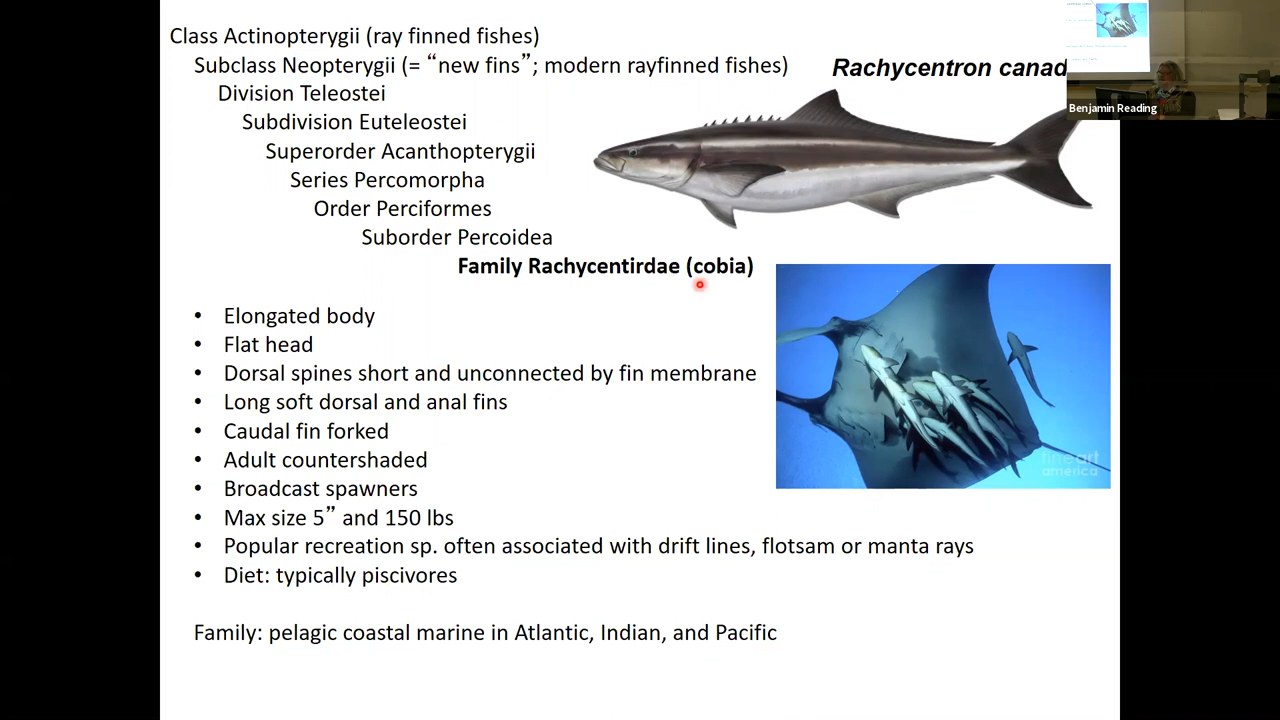 Class Actinopterygii (ray finned fishes)
Subclass Neopterygii (= “new fins”; modern rayfinned fishes)
Rachycentron canad
Division Teleostei
Benjamin Reading
Subdivision Euteleostei
Superorder Acanthopterygii
Series Percomorpha
Order Perciformes
Suborder Percoidea
Family Rachycentirdae (cobia)
• Elongated body
• Flat head
• Dorsal spines short and unconnected by fin membrane
• Long soft dorsal and anal fins
• Caudal fin forked
• Adult countershaded
fineart
america
• Broadcast spawners
• Max size 5” and 150 lbs
• Popular recreation sp. often associated with drift lines, flotsam or manta rays
• Diet: typically piscivores
Family: pelagic coastal marine in Atlantic, Indian, and Pacific